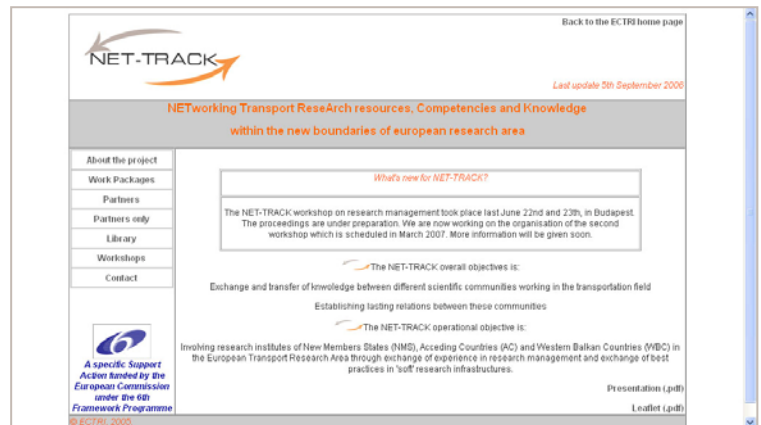 Back to the ECTRI home page
NET-TRACK
Last update 5th September 2006
NETworking Transport ReseArch resources, Competencies and Knowledge
within the new boundaries of european research area
About the project
Work Packages
Partners
Partners only
Library
Workshops
Contact
What's new for NET-TRACK?
The NET-TRACK workshop on research management took place last June 22nd and 23th, in Budapest.
The proceedings are under preparation. We are now working on the organisation of the second
workshop which is scheduled in March 2007. More information will be given soon.
The NET-TRACK overall objectives is:
Exchange and transfer of knwoledge between different scientific communities working in the transportation field
Establishing lasting relations between these communities
The NET-TRACK operational objective is:
Involving research institutes of New Members States (NMS), Acceding Countries (AC) and Western Balkan Countries (WBC) in
the European Transport Research Area through exchange of experience in research management and exchange of best
practices in 'soft' research infrastructures.
Presentation (.pdf)
Leaflet (.pdf)
6
A specific Support
Action funded by the
European Commission
under the 6th
Framework Programme
© ECTRI, 2005